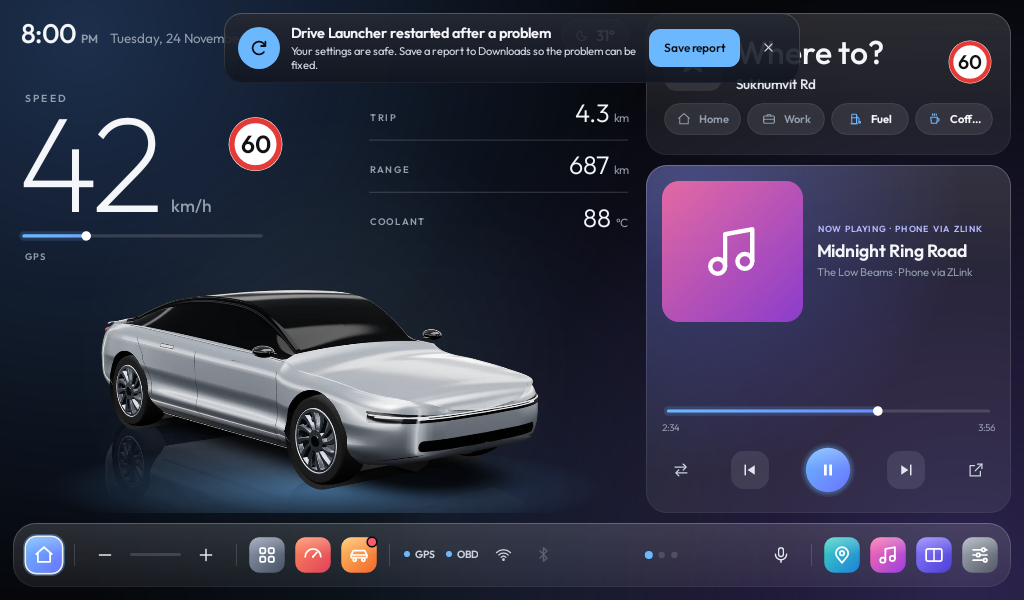 8:00 PM Tuesday, 24 Novem
Drive Launcher restarted after a problem
Your settings are safe. Save a report to Downloads so the problem can be
fixed.
Save report
31°
Where to?
Sukhumvit Rd
60
Home
Work
Fuel
Coff...
SPEED
42 km/h
60
GPS
TRIP 4.3 km
RANGE 687 km
COOLANT 88 °C
NOW PLAYING · PHONE VIA ZLINK
Midnight Ring Road
The Low Beams · Phone via ZLink
2:34
3:56
GPS
OBD